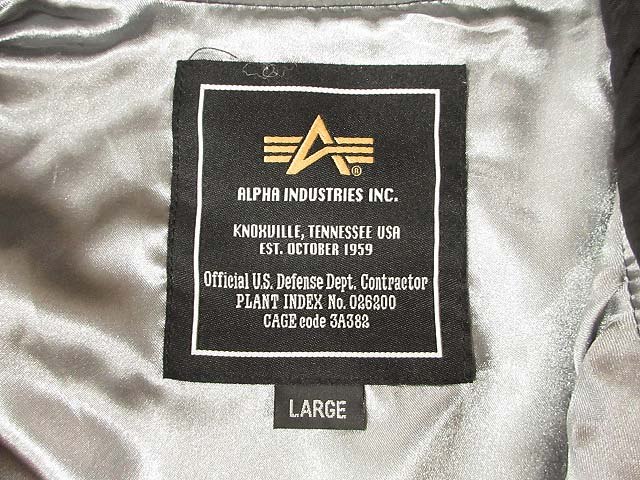 ALPHA INDUSTRIES INC.
KNOXVILLE, TENNESSEE USA
EST. OCTOBER 1959
Official U.S. Defense Dept. Contractor
PLANT INDEX No. 026200
CAGE code 3A382
LARGE